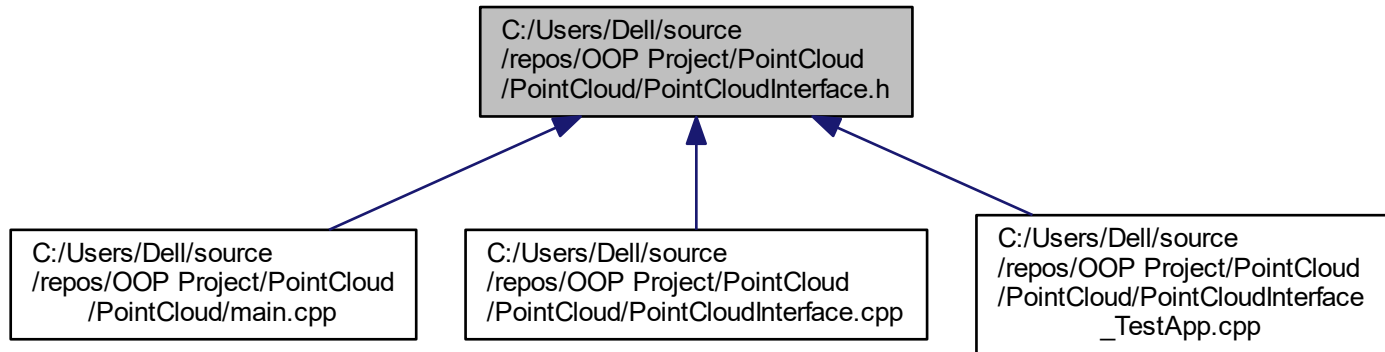 C:/Users/Dell/source
/repos/OOP Project/PointCloud
/PointCloud/PointCloudInterface.h
C:/Users/Dell/source
/repos/OOP Project/PointCloud
/PointCloud/main.cpp
C:/Users/Dell/source
/repos/OOP Project/PointCloud
/PointCloud/PointCloudInterface.cpp
C:/Users/Dell/source
/repos/OOP Project/PointCloud
/PointCloud/PointCloudInterface
_TestApp.cpp